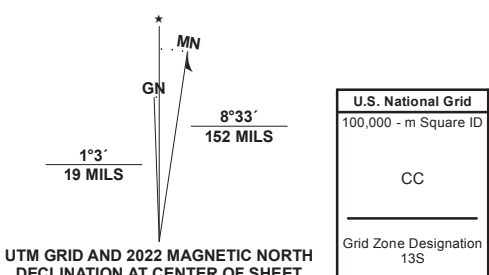 ★
MN
GN
8°33´
152 MILS
1°3´
19 MILS
UTM GRID AND 2022 MAGNETIC NORTH
DECLINATION AT CENTER OF SHEET
U.S. National Grid
100,000 - m Square ID
CC
Grid Zone Designation
13S